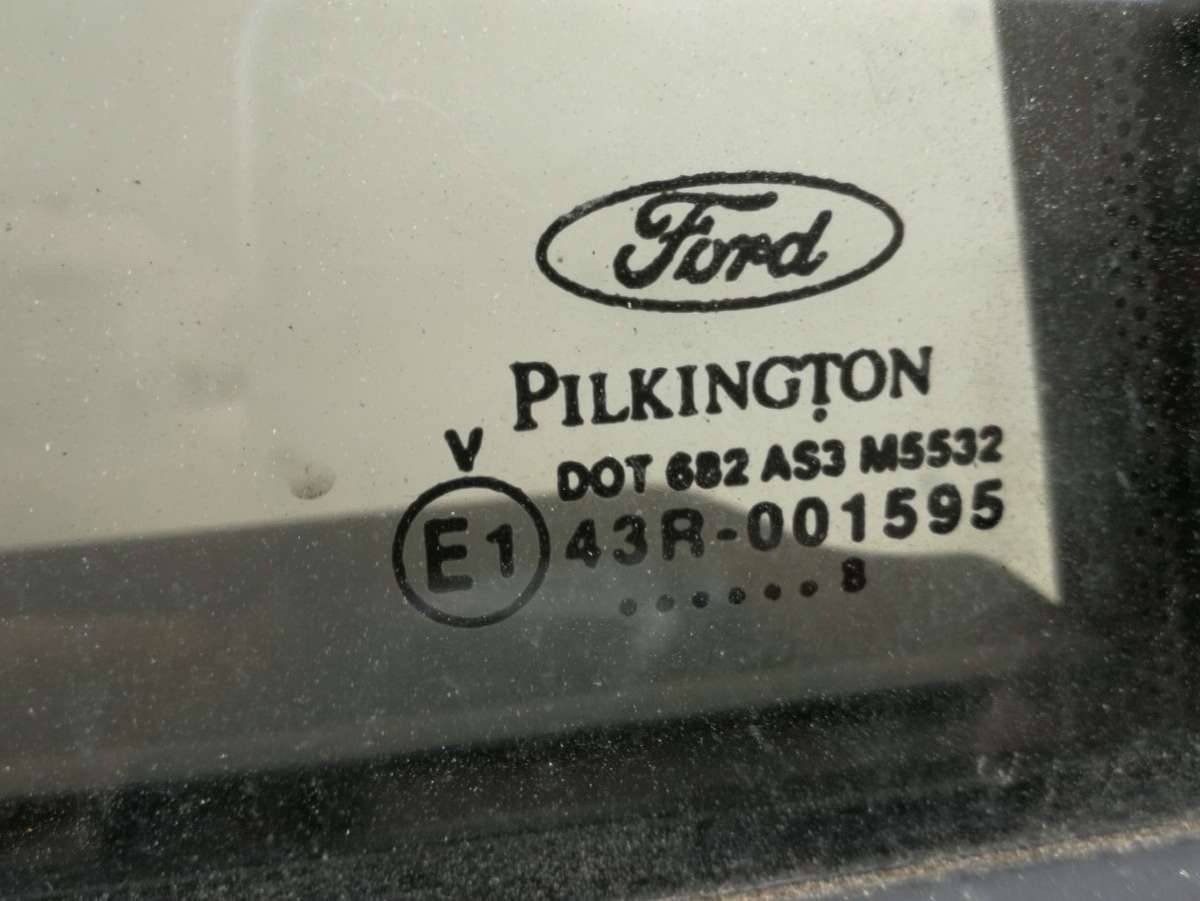 Ford
PILKINGTON
DOT 682 AS3 M5532
V
E1 43R-001595
......8